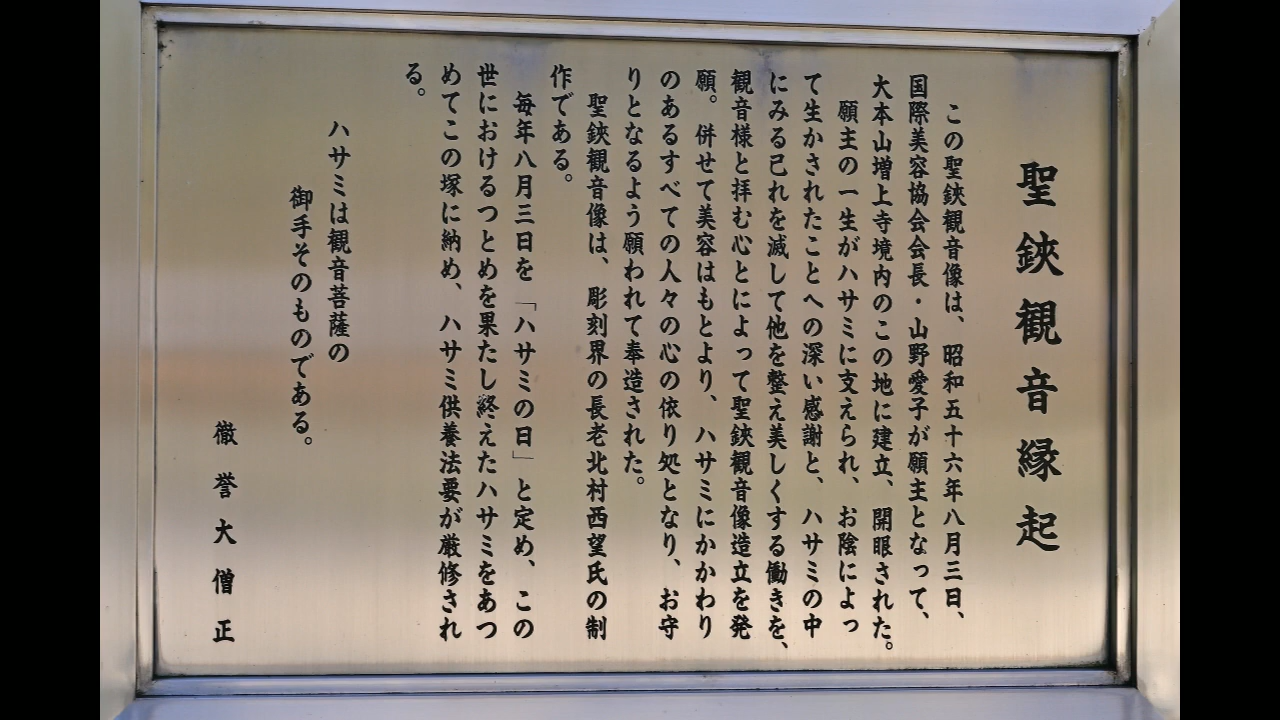 聖鋏観音縁起
この聖鋏観音像は、昭和五十六年八月三日、
国際美容協会会長・山野愛子が願主となって、
大本山増上寺境内のこの地に建立、開眼された。
願主の一生がハサミに支えられ、お陰によっ
て生かされたことへの深い感謝と、ハサミの中
にみる己れを滅して他を整え美しくする働きを、
観音様と拝む心とによって聖鋏観音像造立を発
願。併せて美容はもとより、ハサミにかかわり
のあるすべての人々の心の依り処となり、お守
りとなるよう願われて奉造された。
聖鋏観音像は、彫刻界の長老北村西望氏の制
作である。
毎年八月三日を「ハサミの日」と定め、この
世におけるつとめを果たし終えたハサミをあつ
めてこの塚に納め、ハサミ供養法要が厳修され
る。
ハサミは観音菩薩の
御手そのものである。
徹誉大僧正